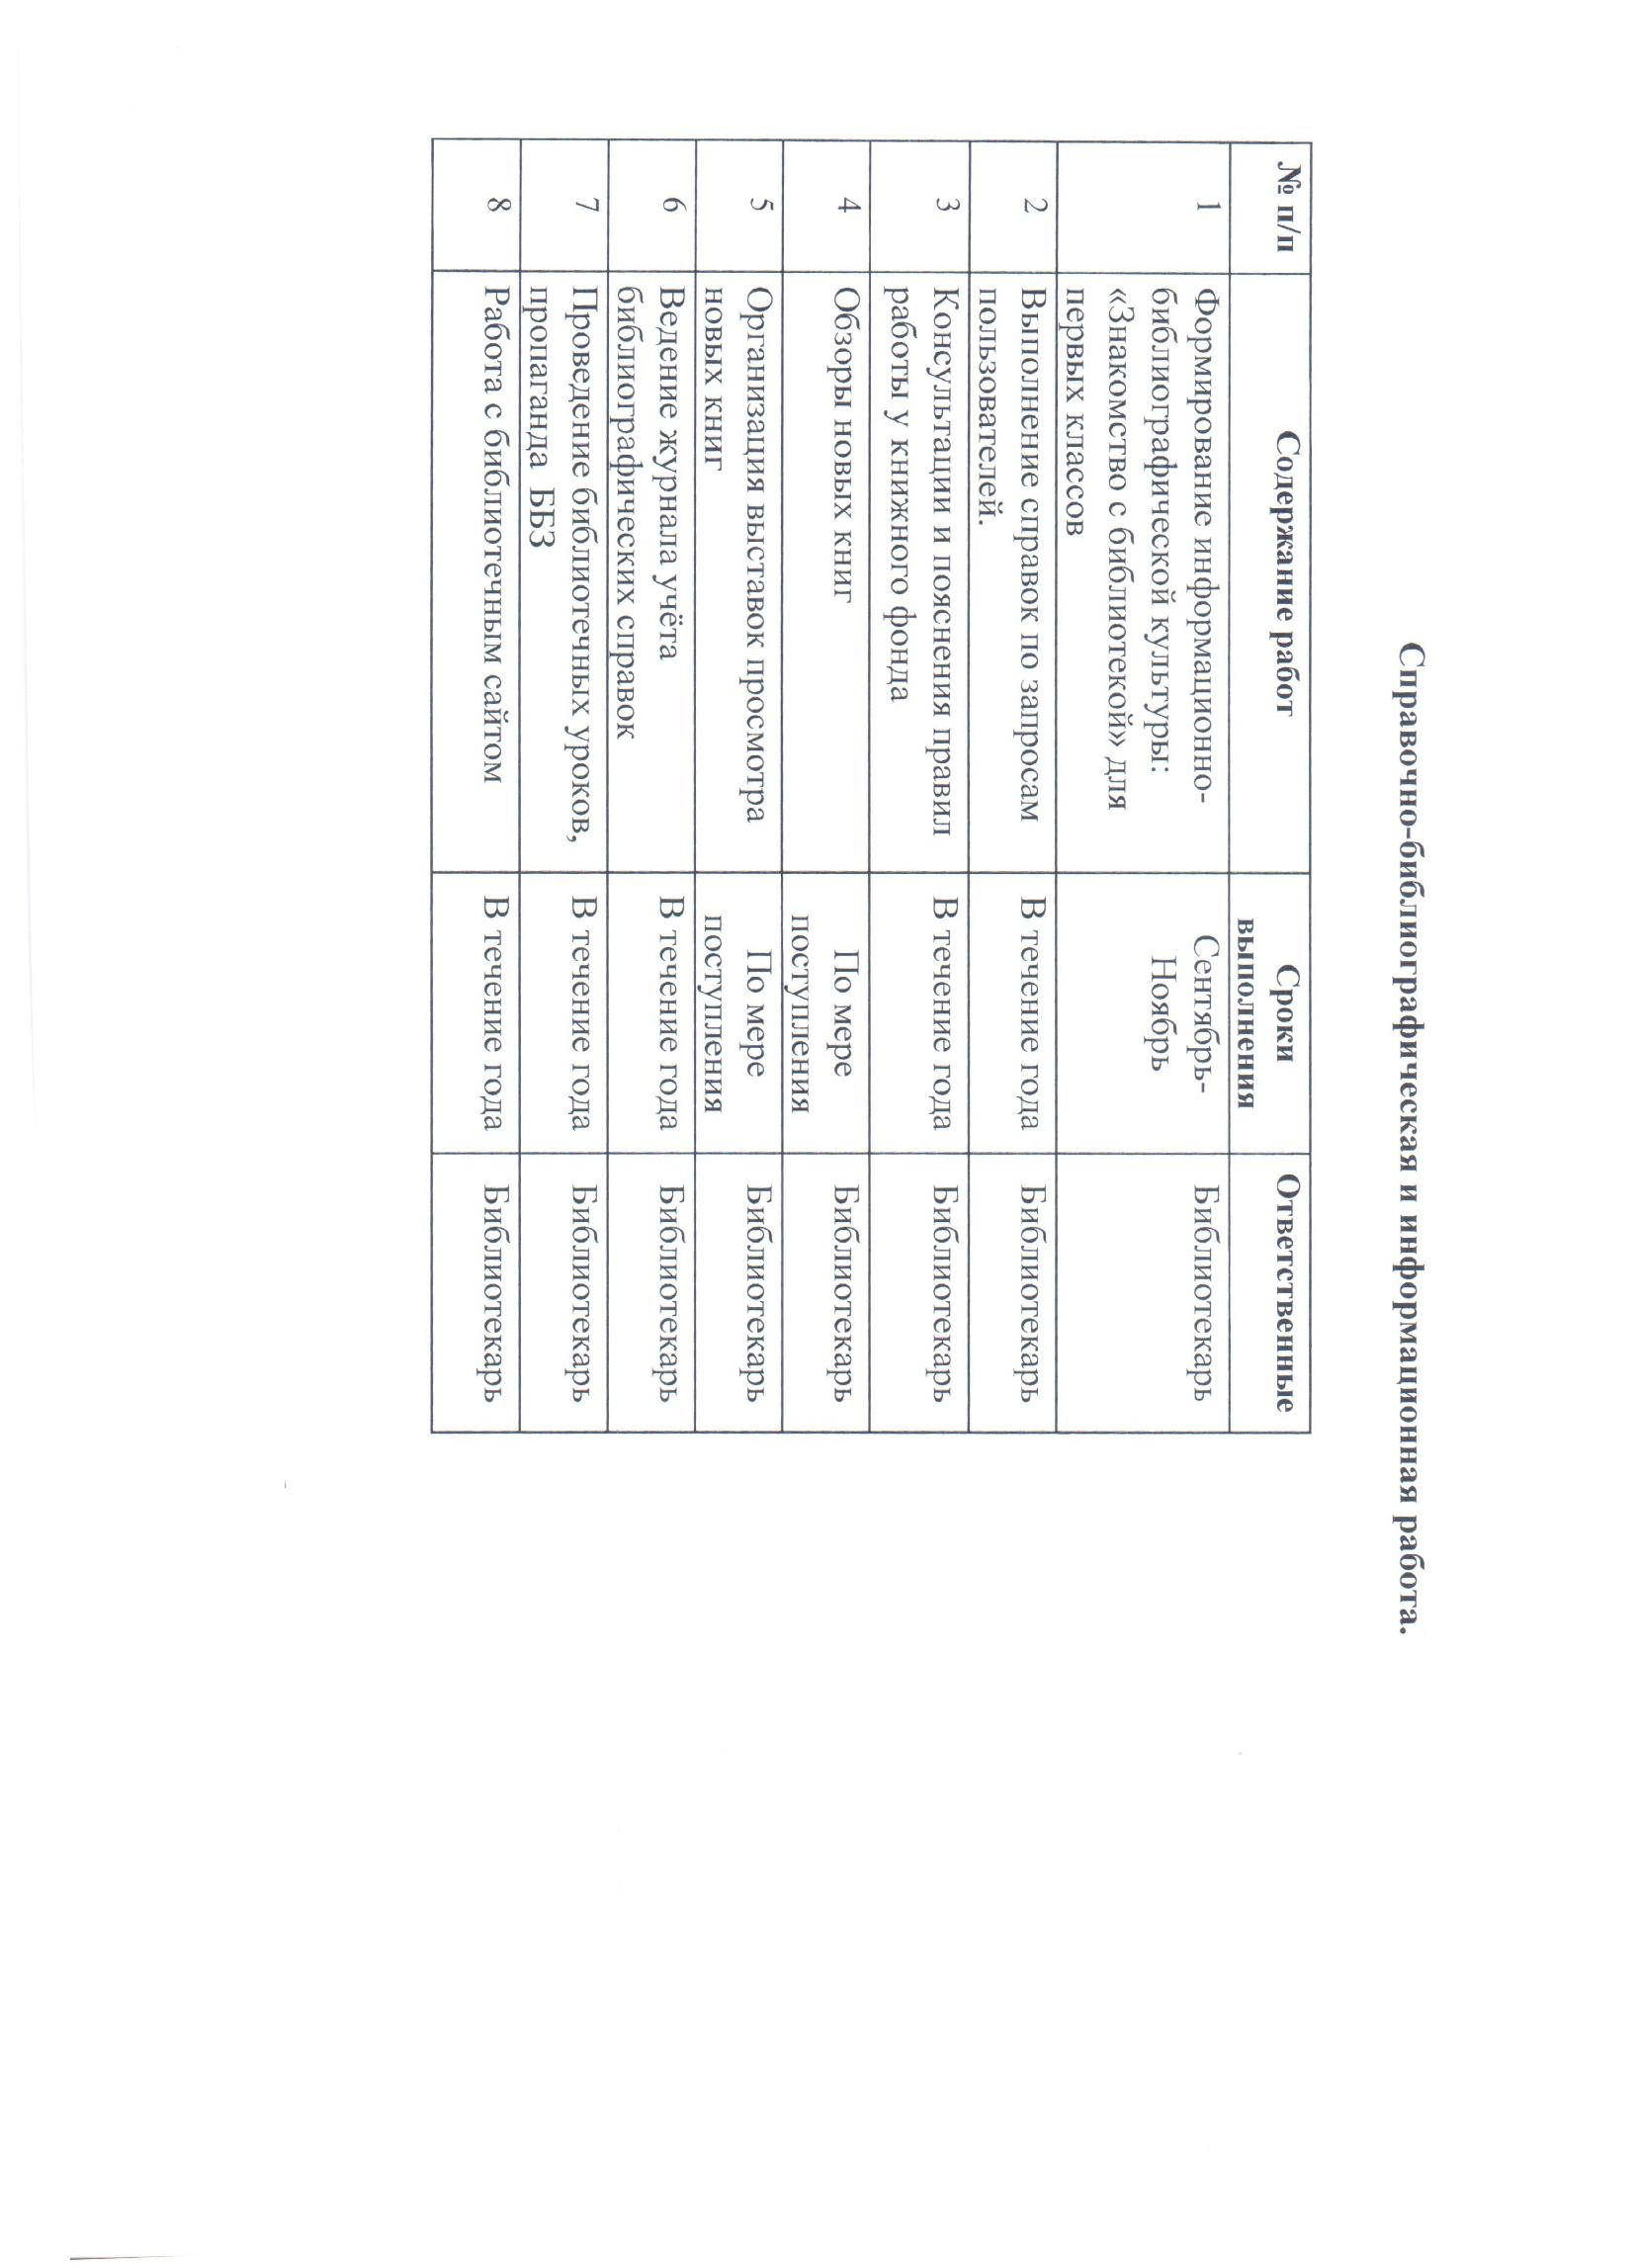 Справочно-библиографическая и информационная работа.
№ п/п
Содержание работ
Сроки
выполнения
Ответственные
1
Формирование информационно-
библиографической культуры:
«Знакомство с библиотекой» для
первых классов
Сентябрь-
Ноябрь
Библиотекарь
2
Выполнение справок по запросам
пользователей.
В течение года
Библиотекарь
3
Консультации и пояснения правил
работы у книжного фонда
В течение года
Библиотекарь
4
Обзоры новых книг
По мере
поступления
Библиотекарь
5
Организация выставок просмотра
новых книг
По мере
поступления
Библиотекарь
6
Ведение журнала учёта
библиографических справок
В течение года
Библиотекарь
7
Проведение библиотечных уроков,
пропаганда ББЗ
В течение года
Библиотекарь
8
Работа с библиотечным сайтом
В течение года
Библиотекарь